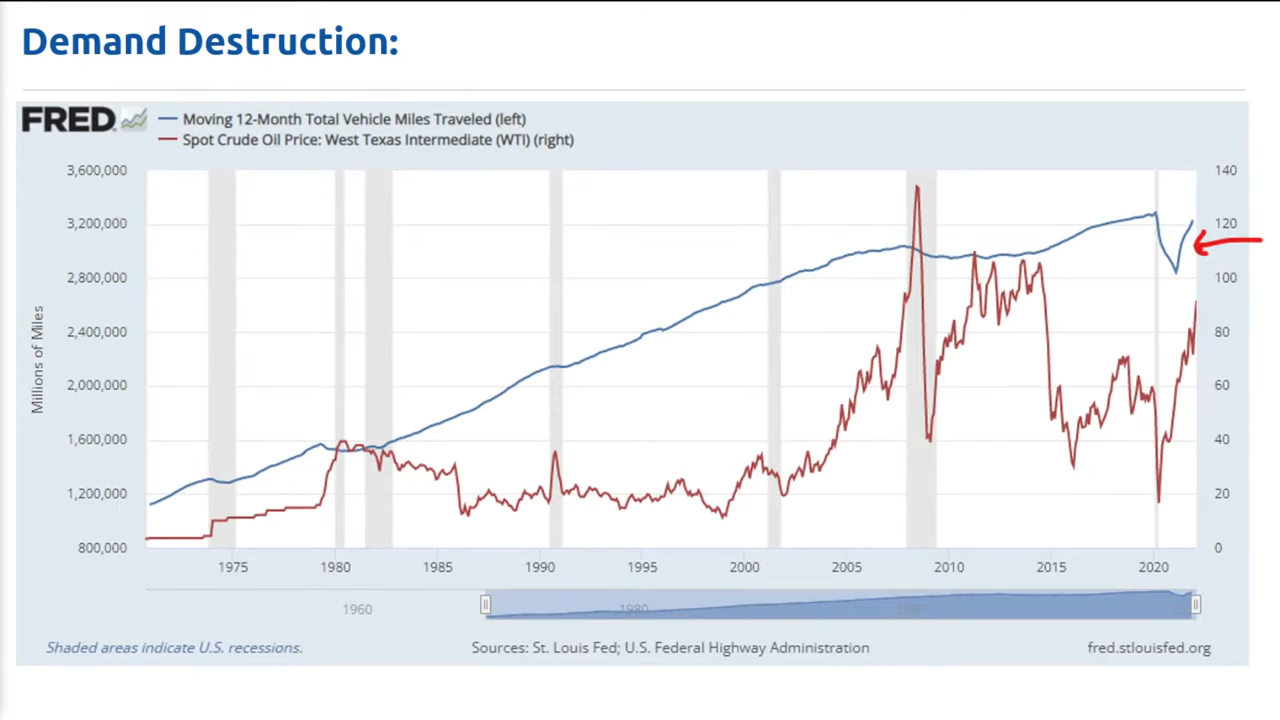 Demand Destruction:
FRED
Moving 12-Month Total Vehicle Miles Traveled (left)
Spot Crude Oil Price: West Texas Intermediate (WTI) (right)
3,600,000
3,200,000
2,800,000
2,400,000
2,000,000
1,600,000
1,200,000
800,000
Millions of Miles
140
120
100
80
60
40
20
0
1975 1980 1985 1990 1995 2000 2005 2010 2015 2020
1960 1980
Shaded areas indicate U.S. recessions.
Sources: St. Louis Fed; U.S. Federal Highway Administration
fred.stlouisfed.org